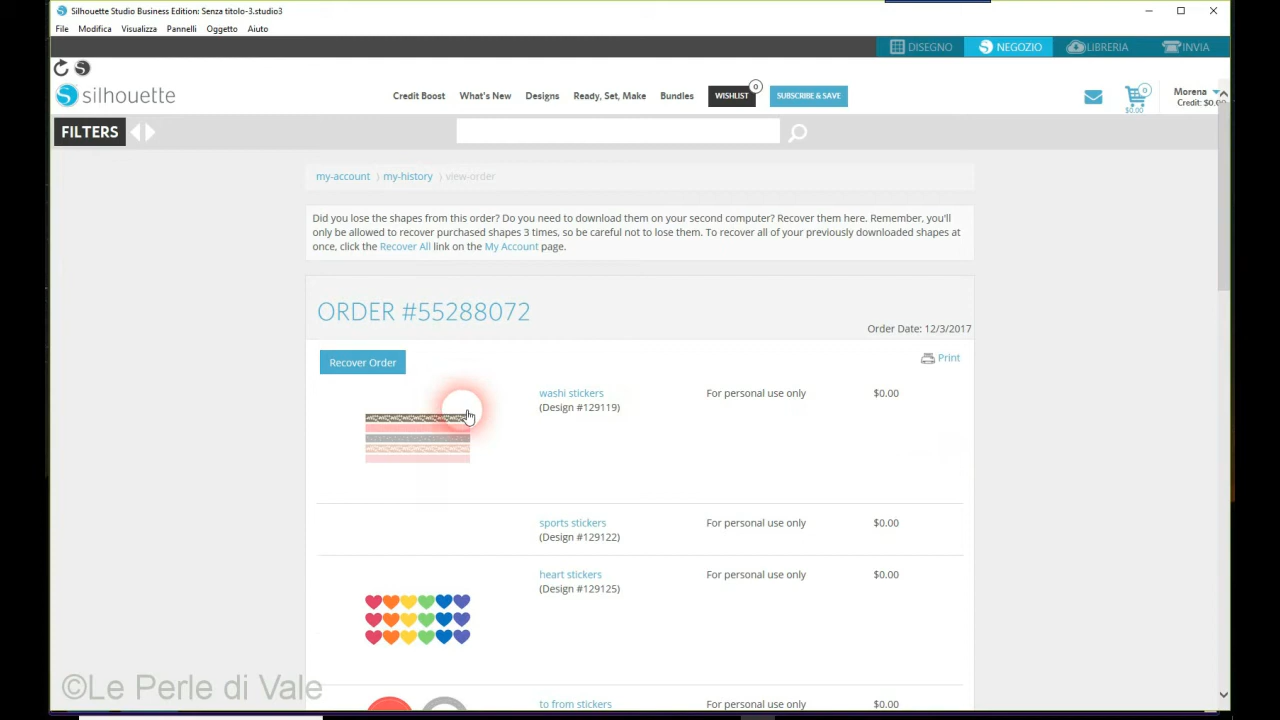 Silhouette Studio Business Edition: Senza titolo-3.studio3
File Modifica Visualizza Pannelli Oggetto Aiuto
DISEGNO NEGOZIO LIBRERIA INVIA
silhouette Credit Boost What's New Designs Ready, Set, Make Bundles WISHLIST 0 SUBSCRIBE & SAVE 0 $0.00 Morena
Credit: $0.00
FILTERS
my-account my-history view-order
Did you lose the shapes from this order? Do you need to download them on your second computer? Recover them here. Remember, you'll
only be allowed to recover purchased shapes 3 times, so be careful not to lose them. To recover all of your previously downloaded shapes at
once, click the Recover All link on the My Account page.
ORDER #55288072
Order Date: 12/3/2017
Recover Order Print
washi stickers For personal use only $0.00
(Design #129119)
sports stickers For personal use only $0.00
(Design #129122)
heart stickers For personal use only $0.00
(Design #129125)
to from stickers For personal use only $0.00
©Le Perle di Vale